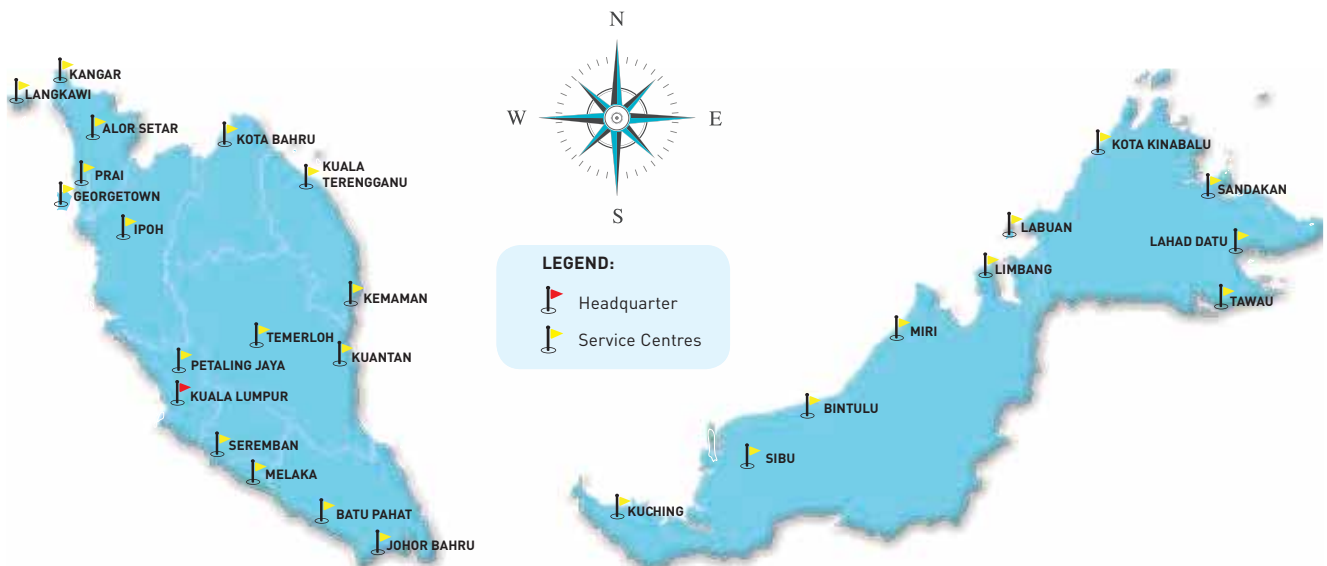 KANGAR
LANGKAWI
ALOR SETAR
KOTA BAHRU
PRAI
KUALA
TERENGGANU
GEORGETOWN
IPOH
KEMAMAN
TEMERLOH
KUANTAN
PETALING JAYA
KUALA LUMPUR
SEREMBAN
MELAKA
BATU PAHAT
JOHOR BAHRU
N
W
E
S
LEGEND:
Headquarter
Service Centres
KOTA KINABALU
SANDAKAN
LABUAN
LAHAD DATU
LIMBANG
TAWAU
MIRI
BINTULU
SIBU
KUCHING